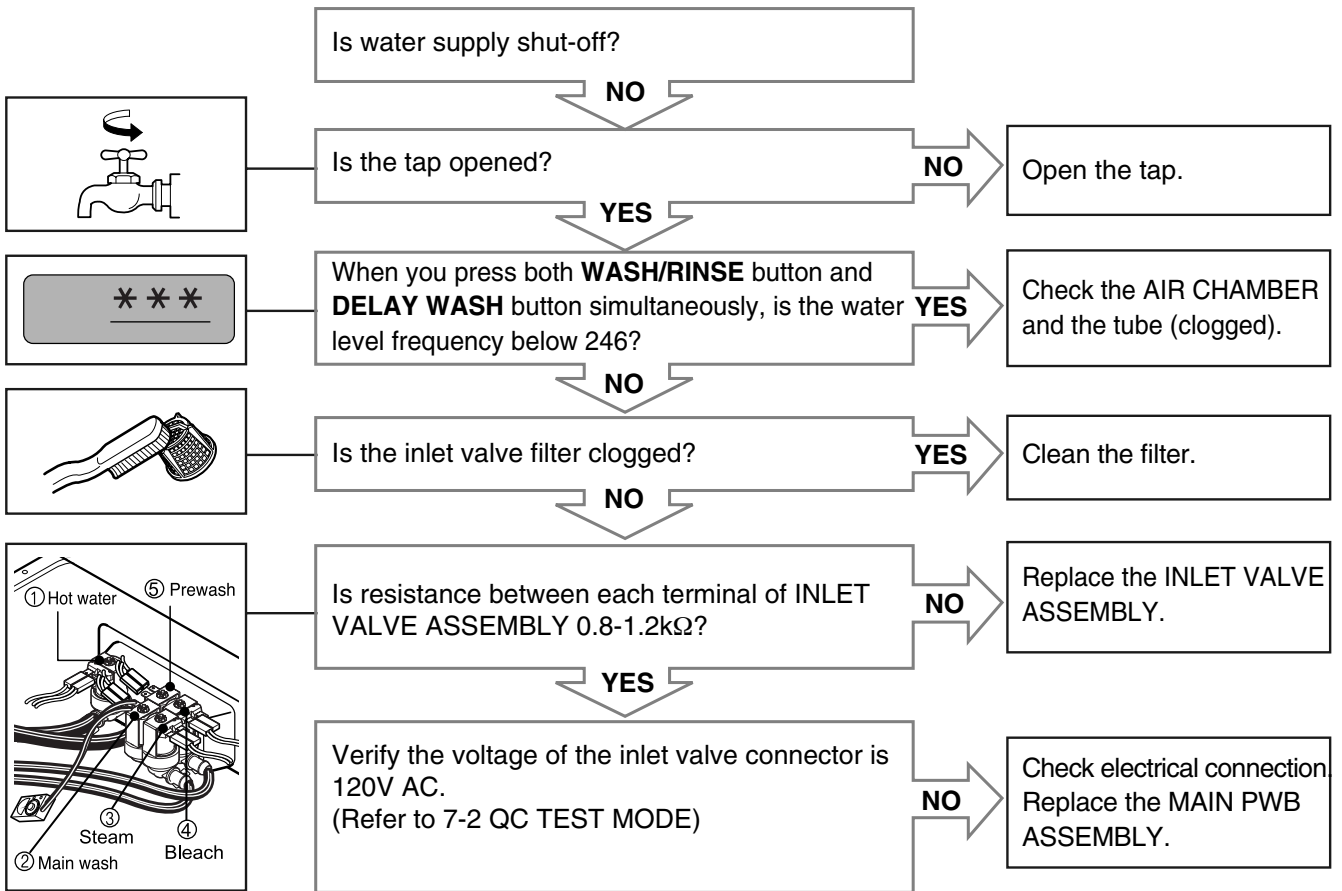 Is water supply shut-off?
NO
Is the tap opened?
NO
Open the tap.
YES
When you press both WASH/RINSE button and
DELAY WASH button simultaneously, is the water
level frequency below 246?
YES
Check the AIR CHAMBER
and the tube (clogged).
* * *
NO
Is the inlet valve filter clogged?
YES
Clean the filter.
NO
Is resistance between each terminal of INLET
VALVE ASSEMBLY 0.8-1.2kΩ?
NO
Replace the INLET VALVE
ASSEMBLY.
① Hot water
⑤ Prewash
③
Steam
④
Bleach
② Main wash
YES
Verify the voltage of the inlet valve connector is
120V AC.
(Refer to 7-2 QC TEST MODE)
NO
Check electrical connection.
Replace the MAIN PWB
ASSEMBLY.